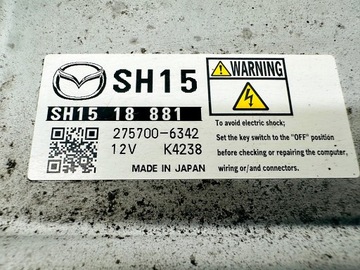 SH15
SH15 18 881
275700-6342
12V K4238
MADE IN JAPAN
WARNING
To avoid electric shock;
Set the key switch to the "OFF" position
before checking or repairing the computer,
wiring or/and connectors.